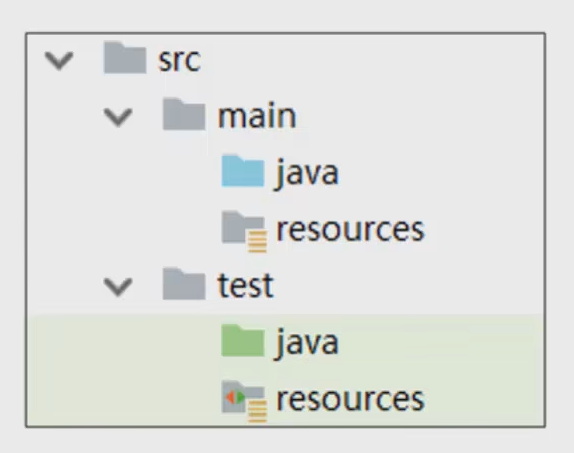 src
main
java
resources
test
java
resources